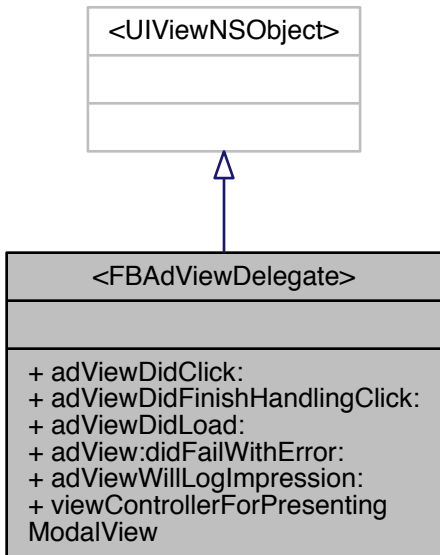 <UIViewNSObject>
<FBAdViewDelegate>
+ adViewDidClick:
+ adViewDidFinishHandlingClick:
+ adViewDidLoad:
+ adView:didFailWithError:
+ adViewWillLogImpression:
+ viewControllerForPresenting
ModalView